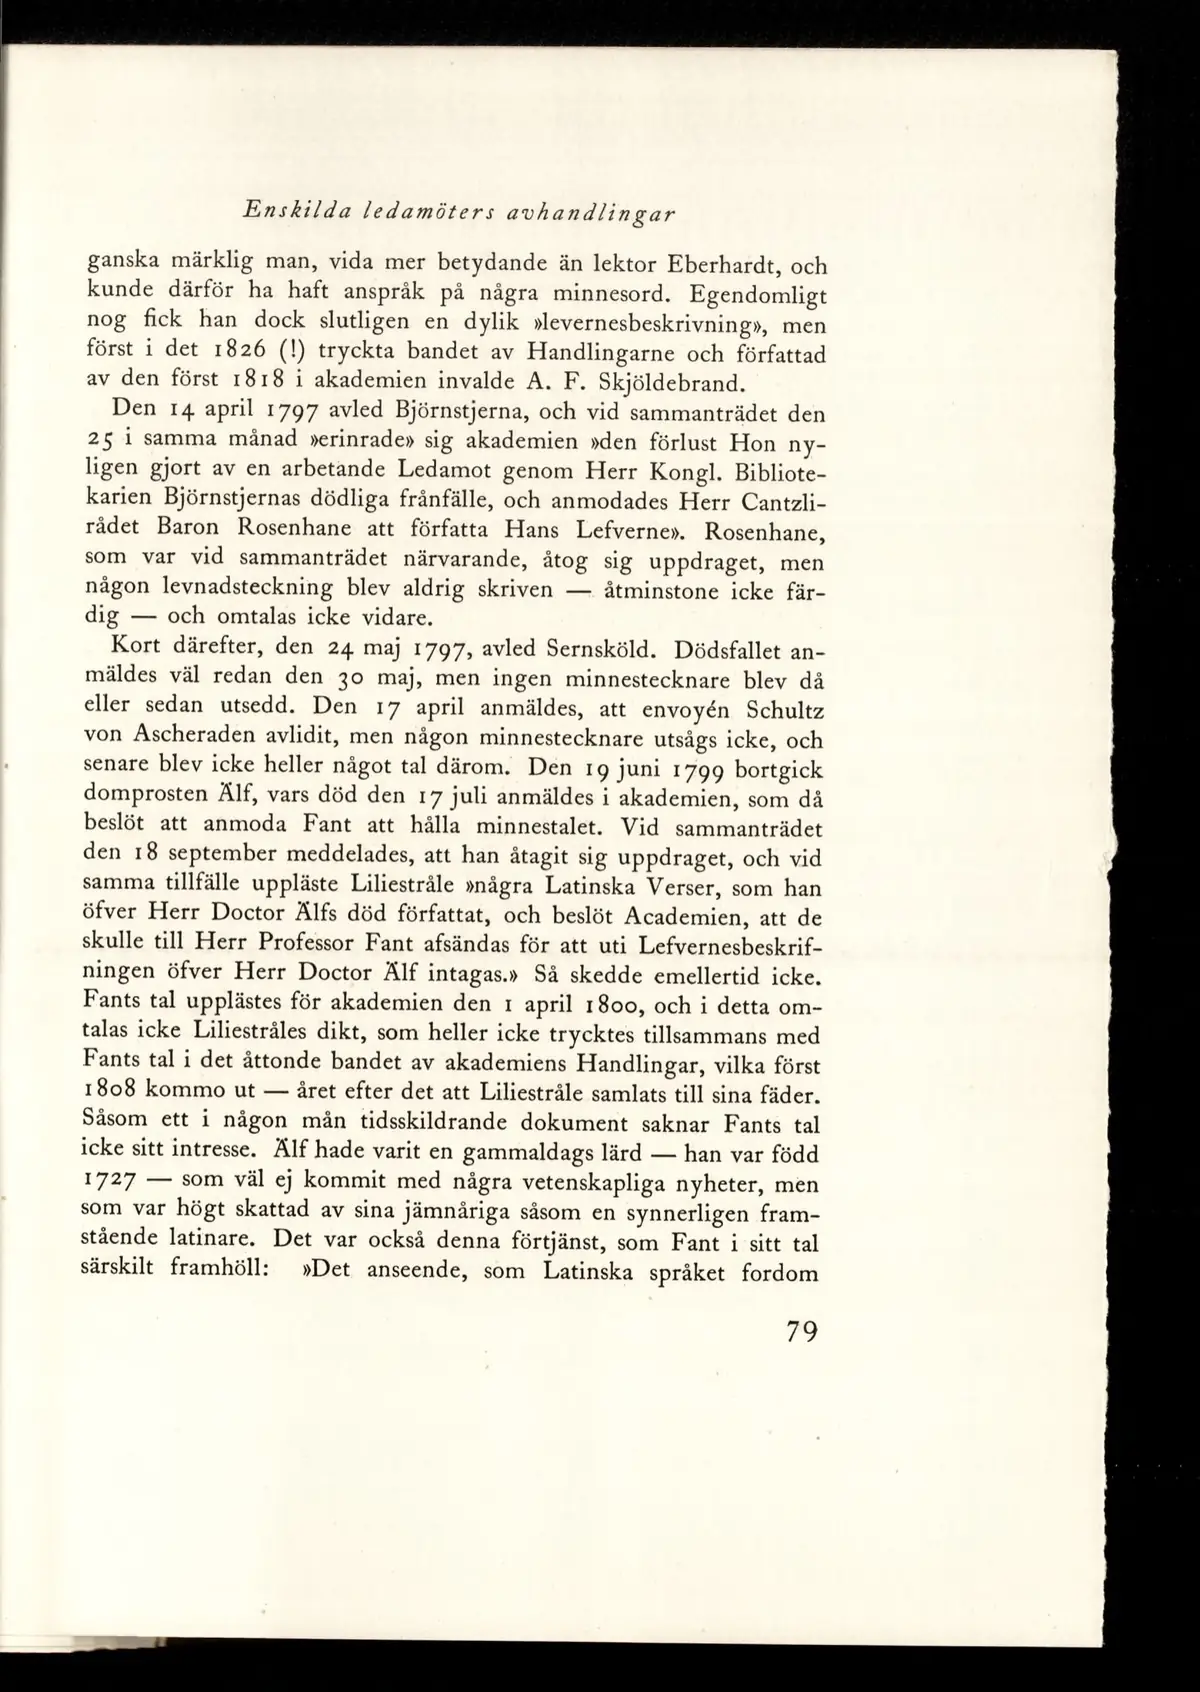 Enskilda ledamöters avhandlingar
ganska märklig man, vida mer betydande än lektor Eberhardt, och
kunde därför ha haft anspråk på några minnesord. Egendomligt
nog fick han dock slutligen en dylik »levernesbeskrivning», men
först i det 1826 (!) tryckta bandet av Handlingarne och författad
av den först 1818 i akademien invalde A. F. Skjöldebrand.
Den 14 april 1797 avled Björnstjerna, och vid sammanträdet den
25 i samma månad »erinrade» sig akademien »den förlust Hon ny-
ligen gjort av en arbetande Ledamot genom Herr Kongl. Bibliote-
karien Björnstjernas dödliga frånfälle, och anmodades Herr Cantzli-
rådet Baron Rosenhane att författa Hans Lefverne». Rosenhane,
som var vid sammanträdet närvarande, åtog sig uppdraget, men
någon levnadsteckning blev aldrig skriven — åtminstone icke fär-
dig — och omtalas icke vidare.
Kort därefter, den 24 maj 1797, avled Sernsköld. Dödsfallet an-
mäldes väl redan den 30 maj, men ingen minnestecknare blev då
eller sedan utsedd. Den 17 april anmäldes, att envoyén Schultz
von Ascheraden avlidit, men någon minnestecknare utsågs icke, och
senare blev icke heller något tal därom. Den 19 juni 1799 bortgick
domprosten Älf, vars död den 17 juli anmäldes i akademien, som då
beslöt att anmoda Fant att hålla minnestalet. Vid sammanträdet
den 18 september meddelades, att han åtagit sig uppdraget, och vid
samma tillfälle uppläste Liliestråle »några Latinska Verser, som han
öfver Herr Doctor Älfs död författat, och beslöt Academien, att de
skulle till Herr Professor Fant afsändas för att uti Lefvernesbeskrif-
ningen öfver Herr Doctor Älf intagas.» Så skedde emellertid icke.
Fants tal upplästes för akademien den 1 april 1800, och i detta om-
talas icke Liliestråles dikt, som heller icke trycktes tillsammans med
Fants tal i det åttonde bandet av akademiens Handlingar, vilka först
1808 kommo ut — året efter det att Liliestråle samlats till sina fäder.
Såsom ett i någon mån tidsskildrande dokument saknar Fants tal
icke sitt intresse. Älf hade varit en gammaldags lärd — han var född
1727 — som väl ej kommit med några vetenskapliga nyheter, men
som var högt skattad av sina jämnåriga såsom en synnerligen fram-
stående latinare. Det var också denna förtjänst, som Fant i sitt tal
särskilt framhöll: »Det anseende, som Latinska språket fordom
79